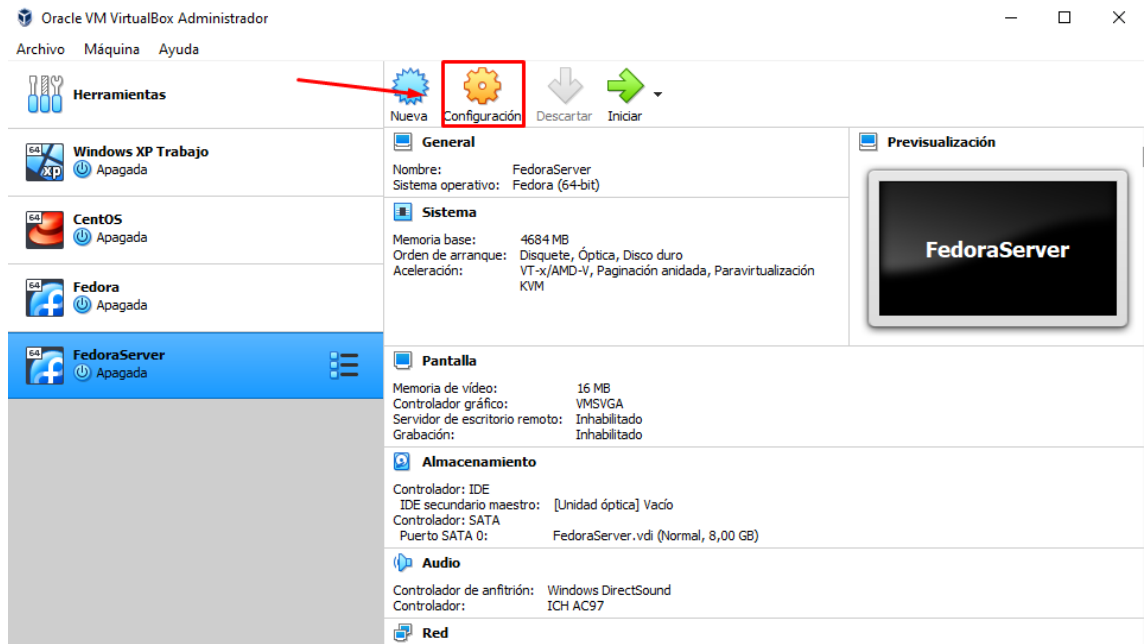 Oracle VM VirtualBox Administrador
Archivo Máquina Ayuda
Herramientas
Nueva Configuración Descartar Iniciar
64
xp
Windows XP Trabajo
Apagada
64
CentOS
Apagada
64
Fedora
Apagada
64
FedoraServer
Apagada
General
Nombre: FedoraServer
Sistema operativo: Fedora (64-bit)
Previsualización
FedoraServer
Sistema
Memoria base: 4684 MB
Orden de arranque: Disquete, Óptica, Disco duro
Aceleración: VT-x/AMD-V, Paginación anidada, Paravirtualización
KVM
Pantalla
Memoria de vídeo: 16 MB
Controlador gráfico: VMSVGA
Servidor de escritorio remoto: Inhabilitado
Grabación: Inhabilitado
Almacenamiento
Controlador: IDE
IDE secundario maestro: [Unidad óptica] Vacío
Controlador: SATA
Puerto SATA 0: FedoraServer.vdi (Normal, 8,00 GB)
Audio
Controlador de anfitrión: Windows DirectSound
Controlador: ICH AC97
Red